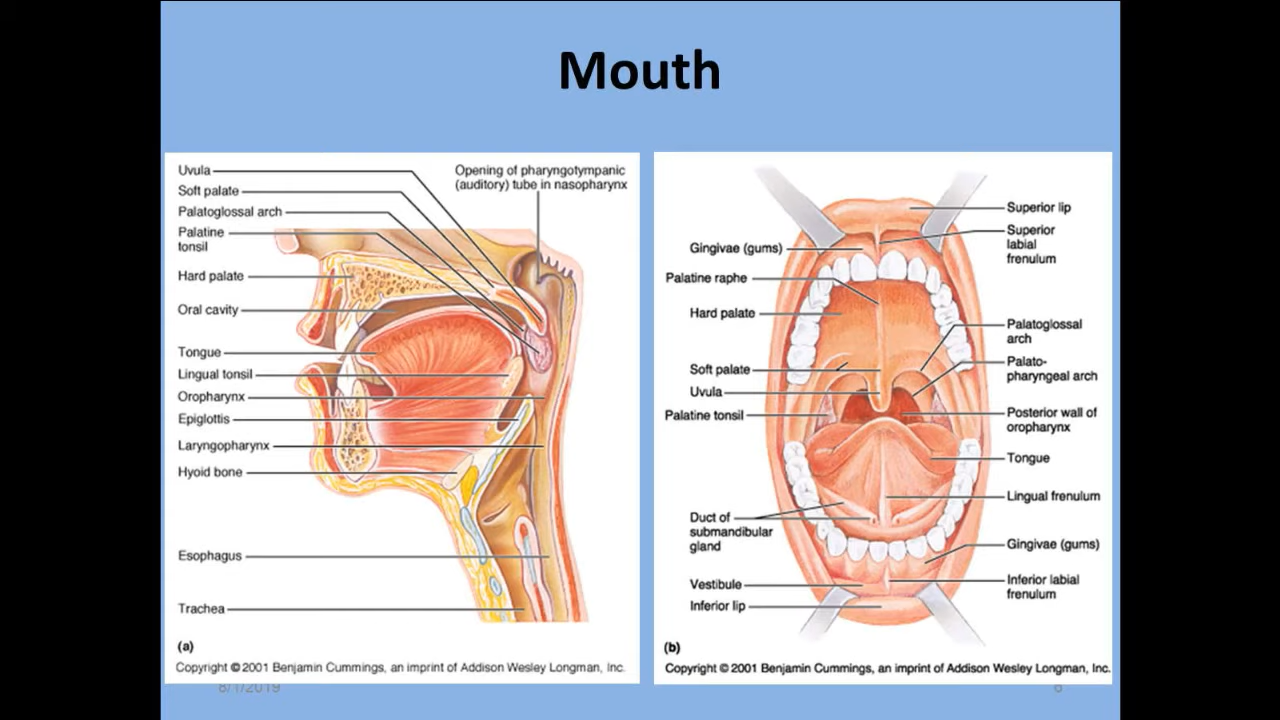 Mouth
Uvula
Soft palate
Palatoglossal arch
Palatine
tonsil
Hard palate
Oral cavity
Tongue
Lingual tonsil
Oropharynx
Epiglottis
Laryngopharynx
Hyoid bone
Esophagus
Trachea
Opening of pharyngotympanic
(auditory) tube in nasopharynx
(a)
Copyright © 2001 Benjamin Cummings, an imprint of Addison Wesley Longman, Inc.
Gingivae (gums)
Palatine raphe
Hard palate
Soft palate
Uvula
Palatine tonsil
Duct of
submandibular
gland
Vestibule
Inferior lip
Superior lip
Superior
labial
frenulum
Palatoglossal
arch
Palato-
pharyngeal arch
Posterior wall of
oropharynx
Tongue
Lingual frenulum
Gingivae (gums)
Inferior labial
frenulum
(b)
Copyright © 2001 Benjamin Cummings, an imprint of Addison Wesley Longman, Inc.
8/1/2019
6